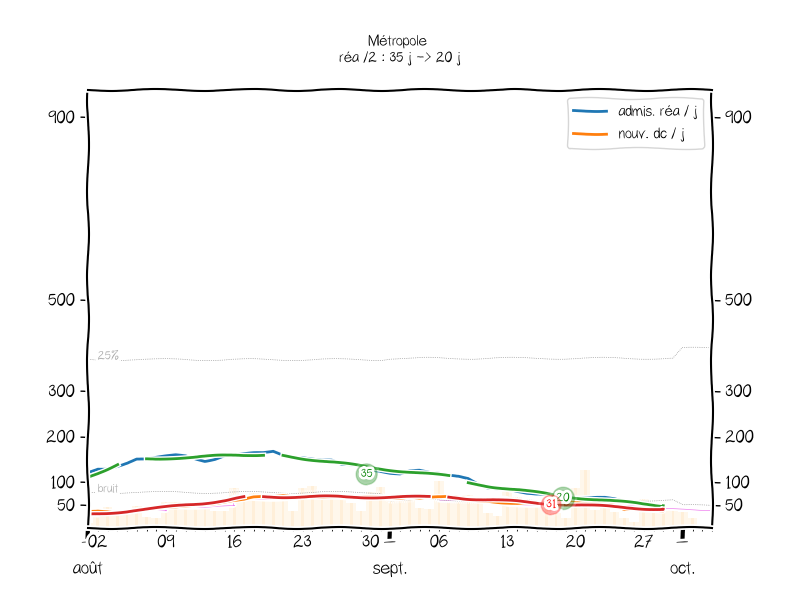 Métropole
réa /2 : 35 j -> 20 j
admis. réa / j
nouv. dc / j
900
900
500
500
25%
300
300
200
200
35
100
100
bruit
20
50
31
50
02 09 16 23 30 06 13 20 27
août sept. oct.